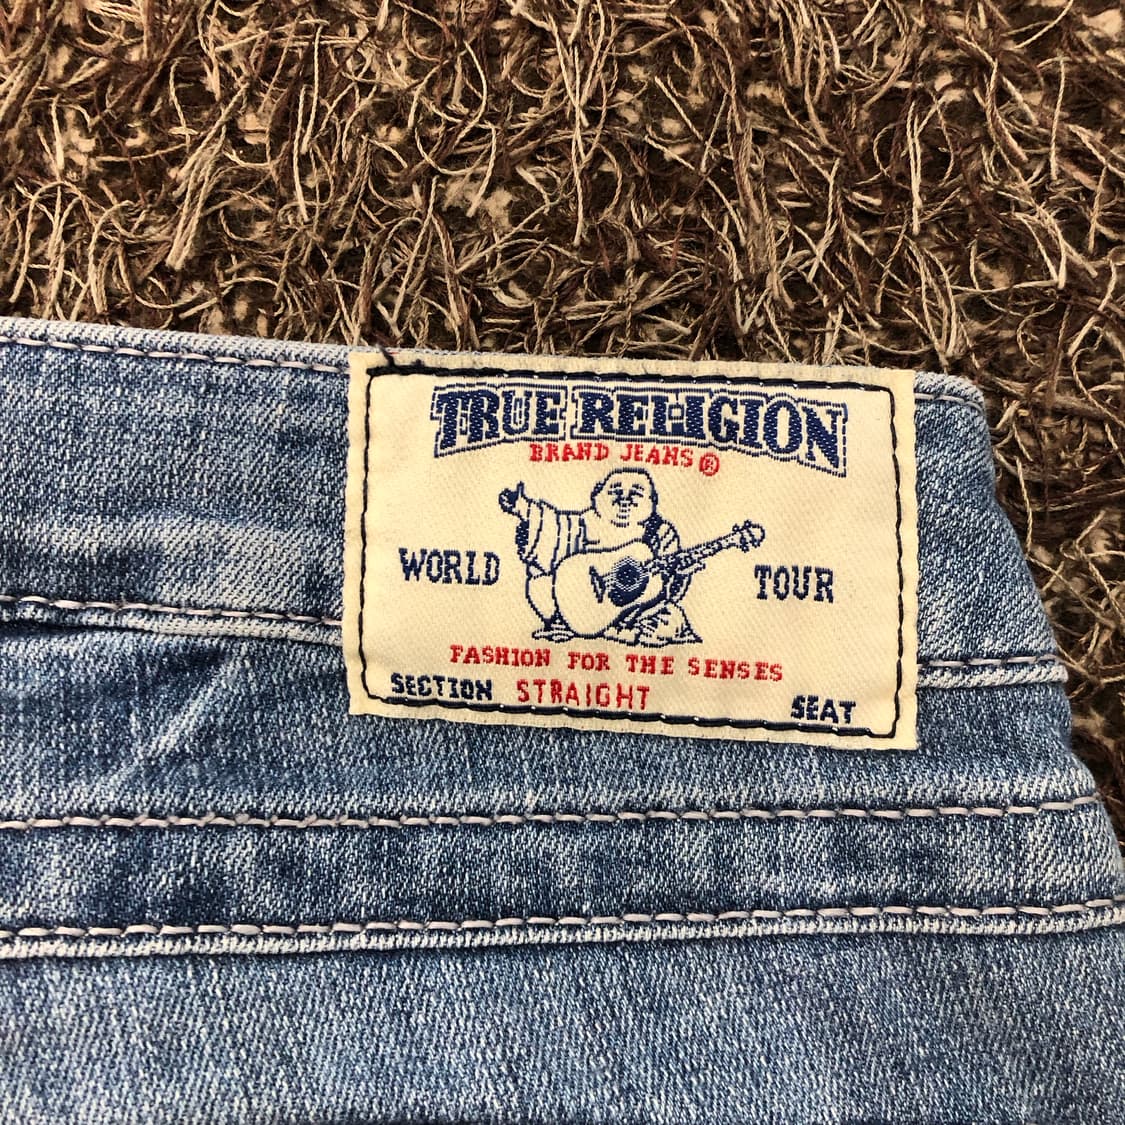 TRUE RELIGION
BRAND JEANS®
WORLD TOUR
FASHION FOR THE SENSES
SECTION STRAIGHT SEAT